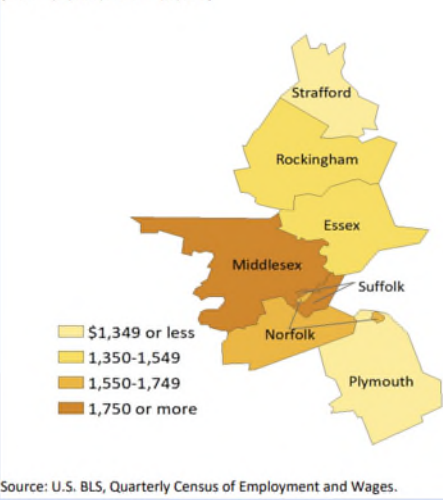 Strafford
Rockingham
Essex
Middlesex
Suffolk
Norfolk
Plymouth
$1,349 or less
1,350-1,549
1,550-1,749
1,750 or more
Source: U.S. BLS, Quarterly Census of Employment and Wages.